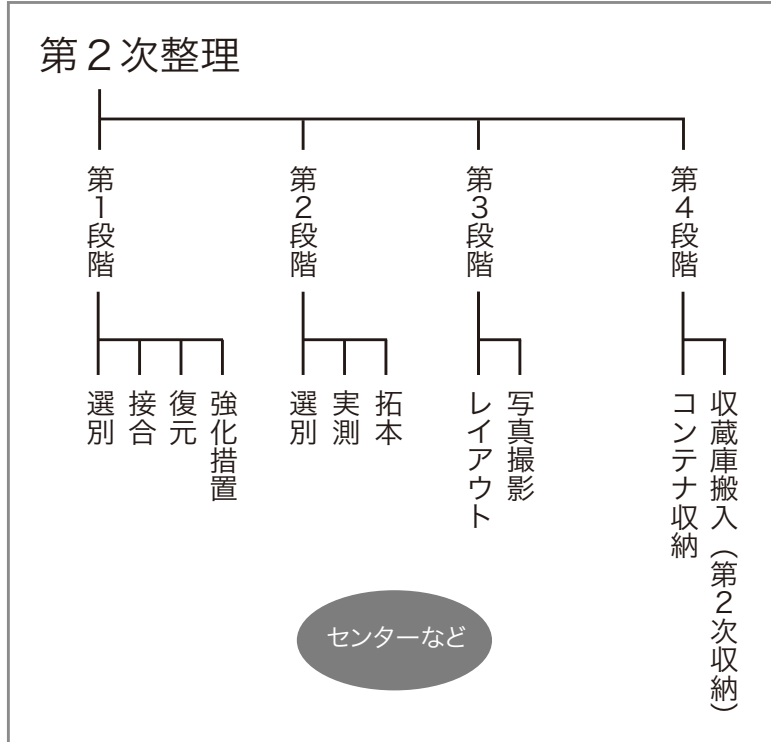 第２次整理
第１段階
第２段階
第３段階
第４段階
選別
接合
復元
強化措置
選別
実測
拓本
レイアウト
写真撮影
コンテナ収納
収蔵庫搬入（第２次収納）
センターなど